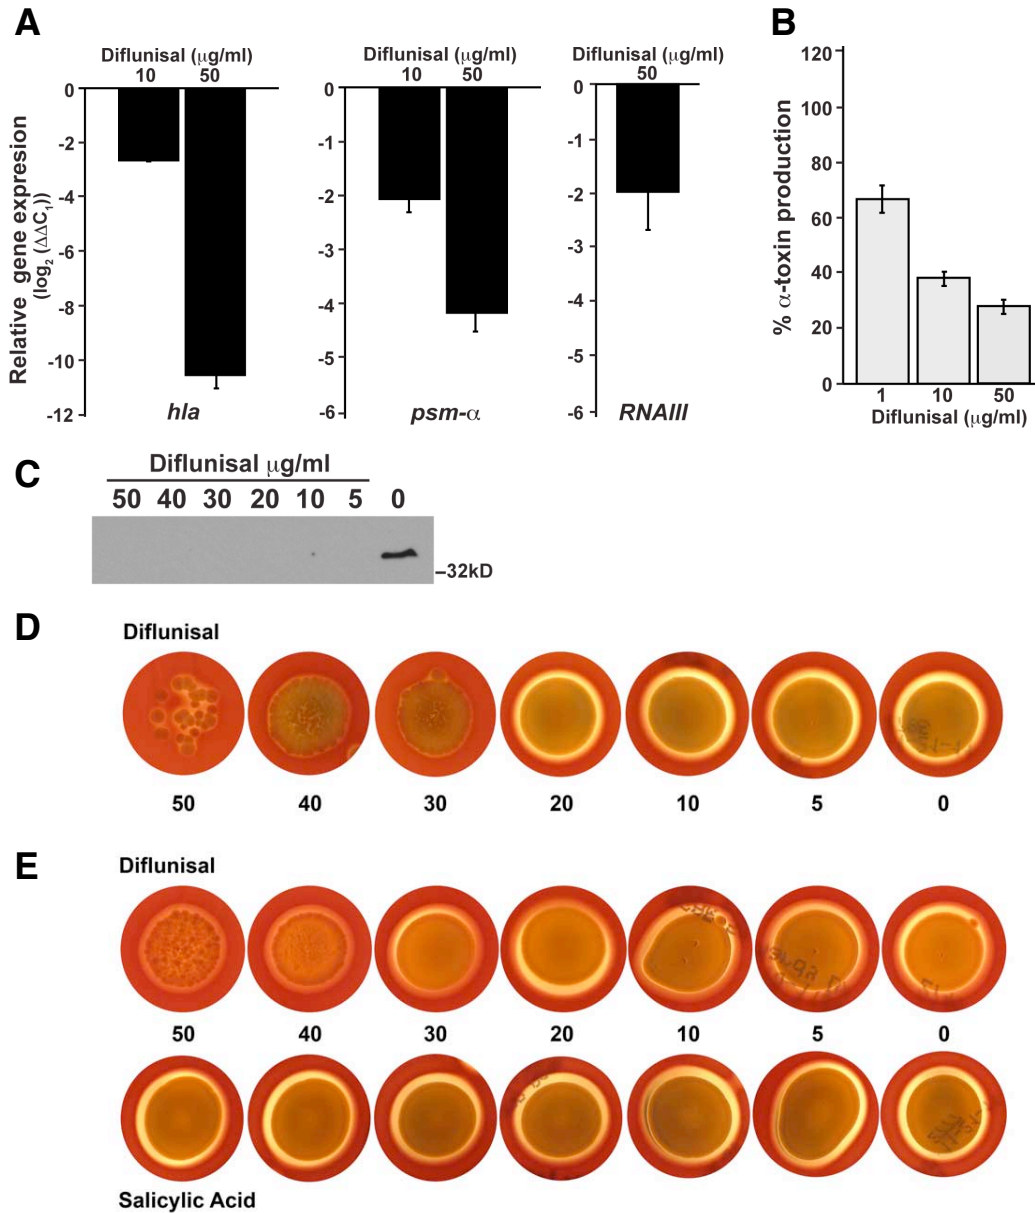 A
B
Diflunisal (μg/ml)
10 50
Diflunisal (μg/ml)
10 50
Diflunisal (μg/ml)
50
Relative gene expresion
(log2 (ΔΔC1))
0
-2
-4
-6
-8
-10
-12
hla
0
-1
-2
-3
-4
-5
-6
psm-α
0
-1
-2
-3
-4
-5
-6
RNAIII
% α-toxin production
120
100
80
60
40
20
0
1 10 50
Diflunisal (μg/ml)
C
Diflunisal μg/ml
50 40 30 20 10 5 0
–32kD
D
Diflunisal
50 40 30 20 10 5 0
E
Diflunisal
50 40 30 20 10 5 0
Salicylic Acid